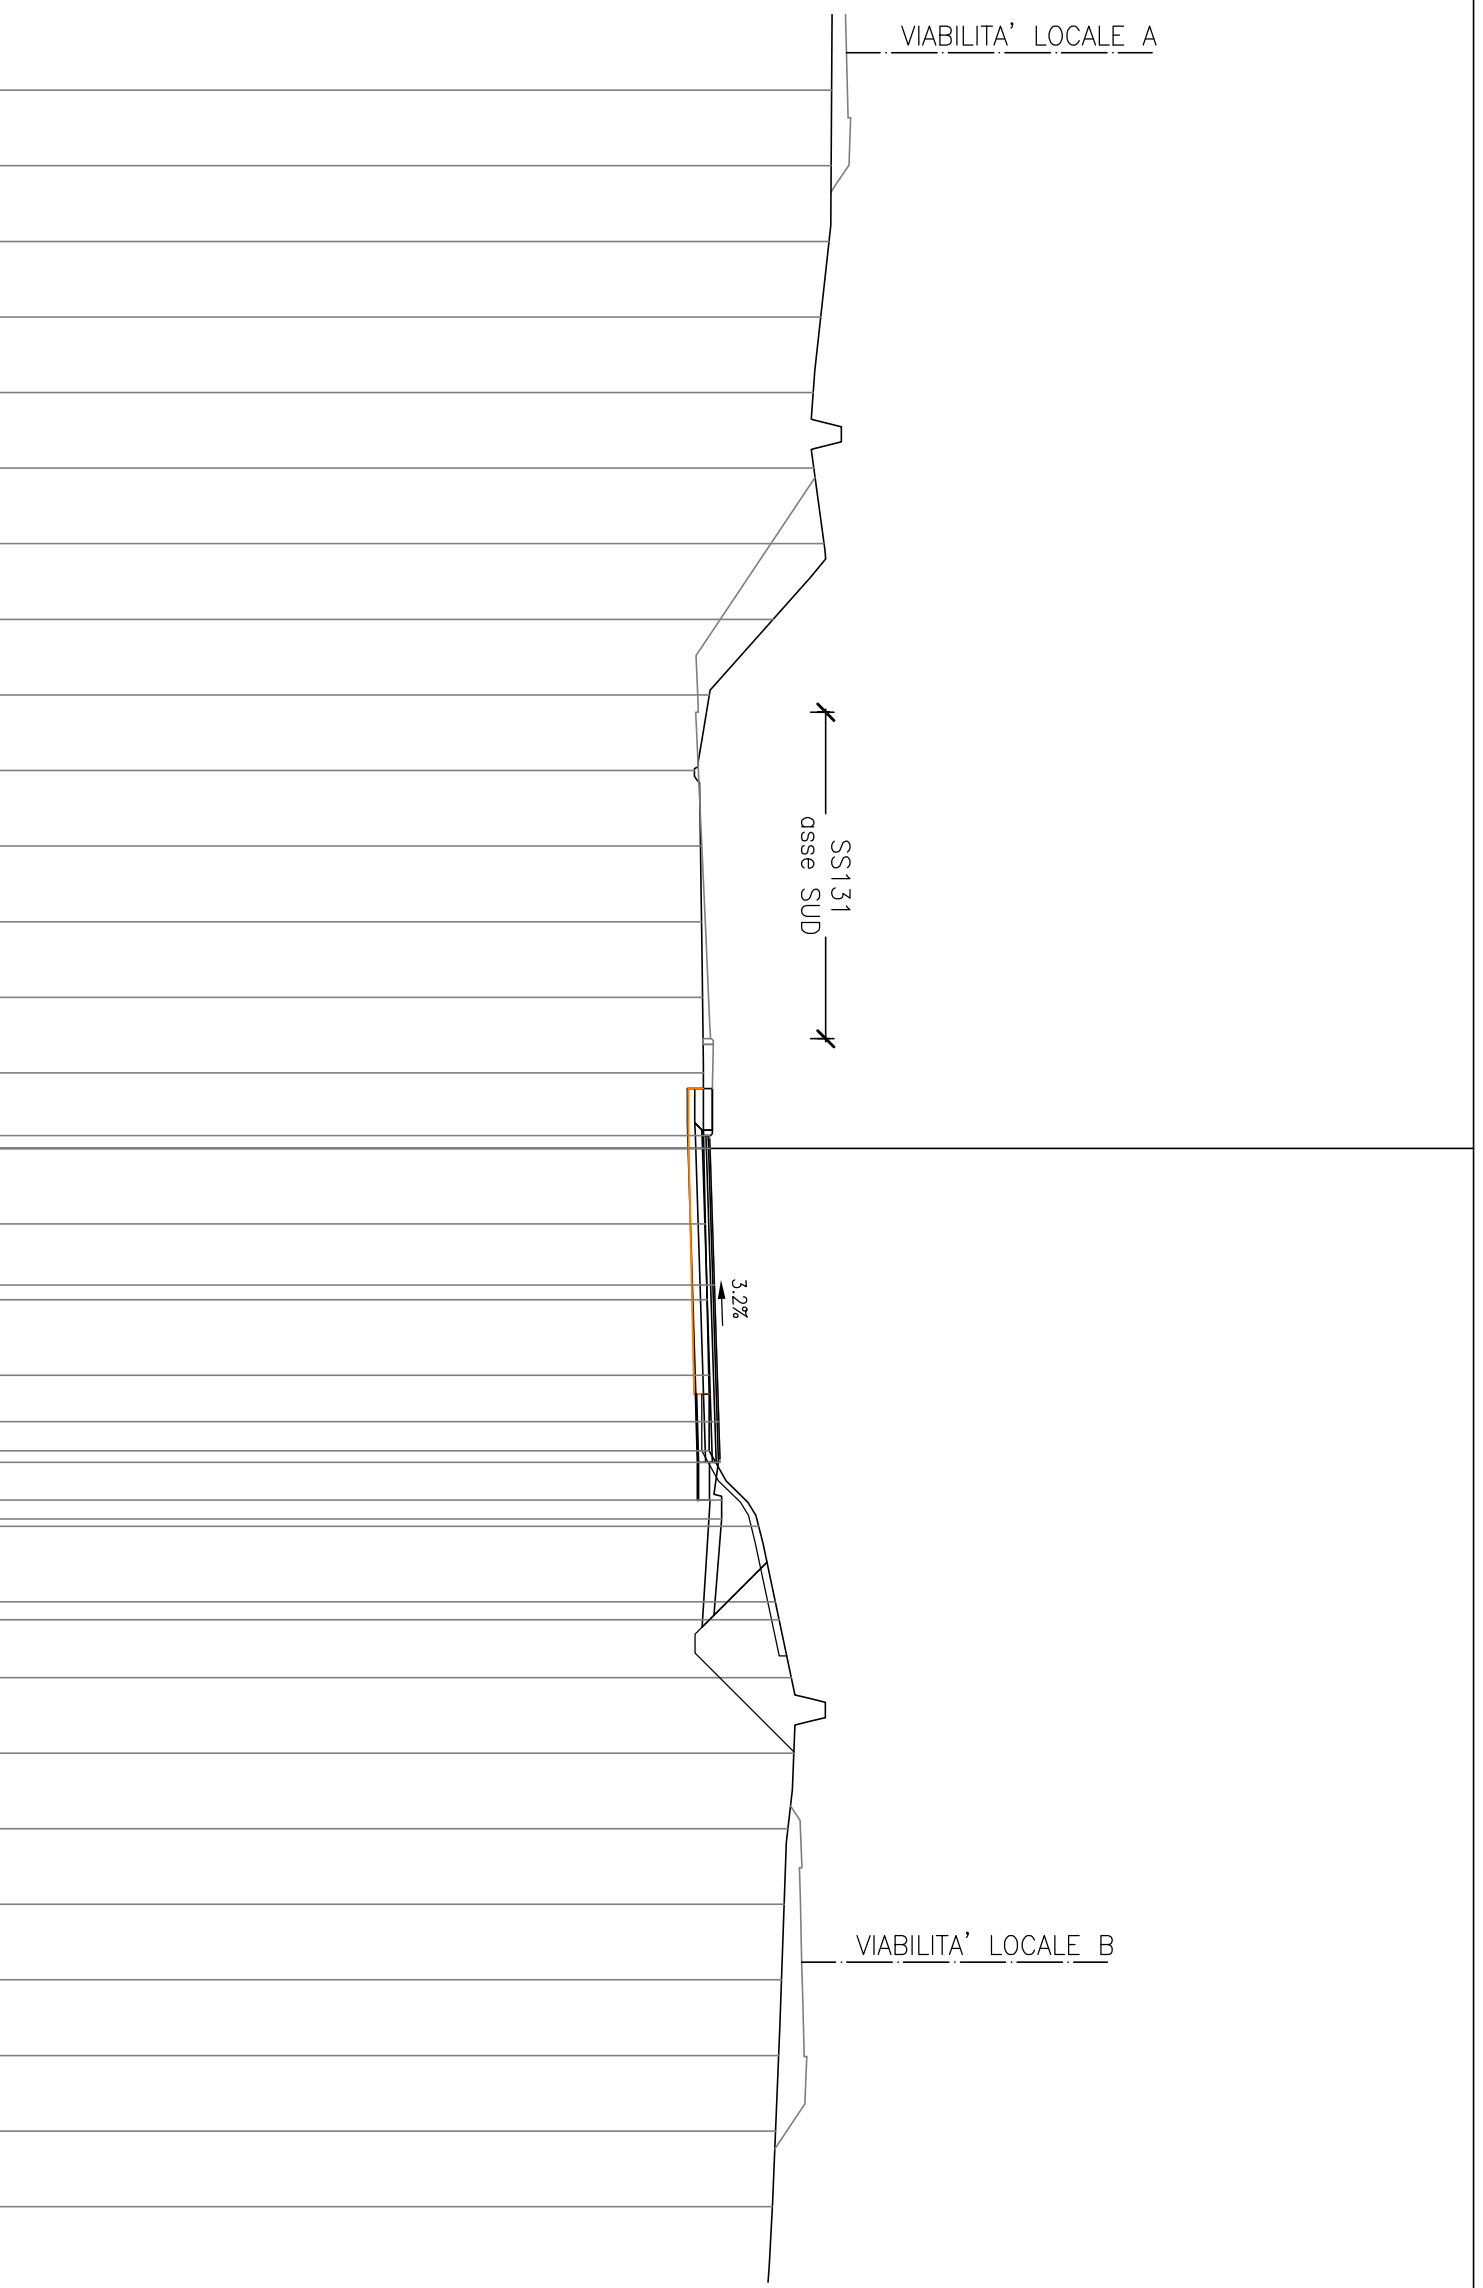 VIABILITA' LOCALE A
SS131
asse SUD
3.2%
VIABILITA' LOCALE B